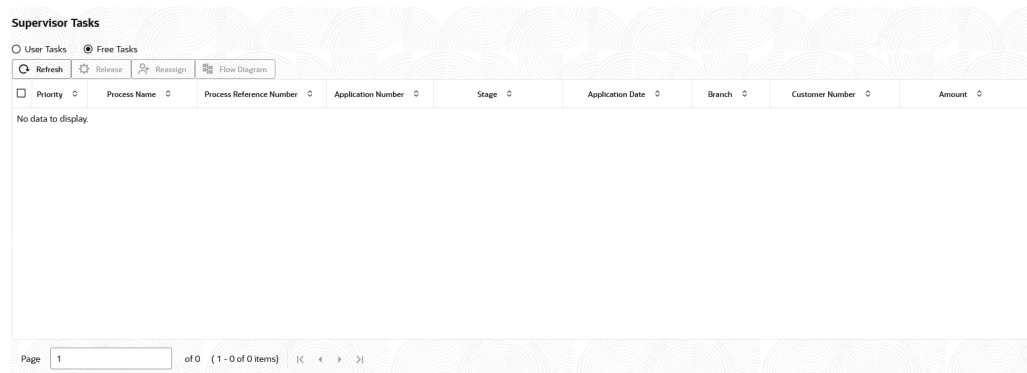 Supervisor Tasks
User Tasks Free Tasks
Refresh Release Reassign Flow Diagram
Priority Process Name Process Reference Number Application Number Stage Application Date Branch Customer Number Amount
No data to display.
Page 1 of 0 ( 1 - 0 of 0 items)